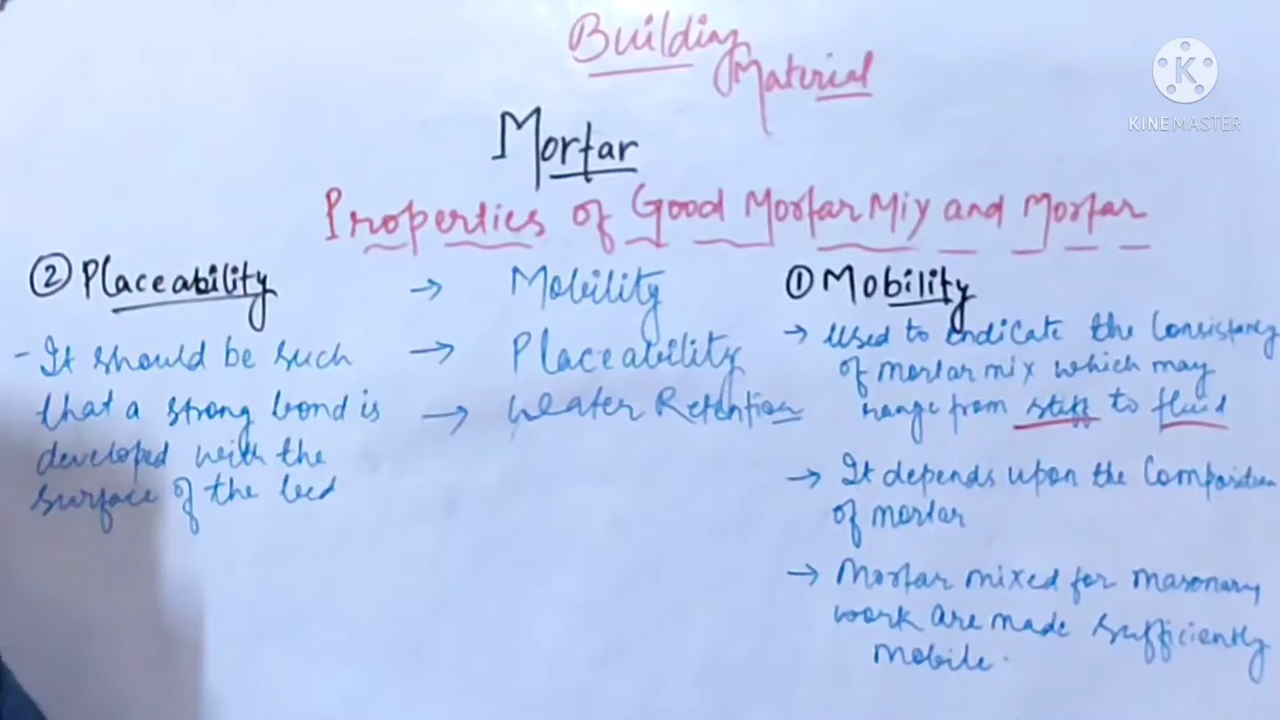 Building
Material
Mortar
Properties of Good Mortar Mix and Mortar
→ Mobility
→ Placeability
→ Water Retention
① Mobility
→ Used to indicate the Consistancy
of mortar mix which may
range from stiff to fluid
→ It depends upon the Composition
of mortar
→ Mortar mixed for masonary
work are made sufficiently
mobile.
② Placeability
- It should be such
that a strong bond is
developed with the
surface of the bed
K
KINEMASTER